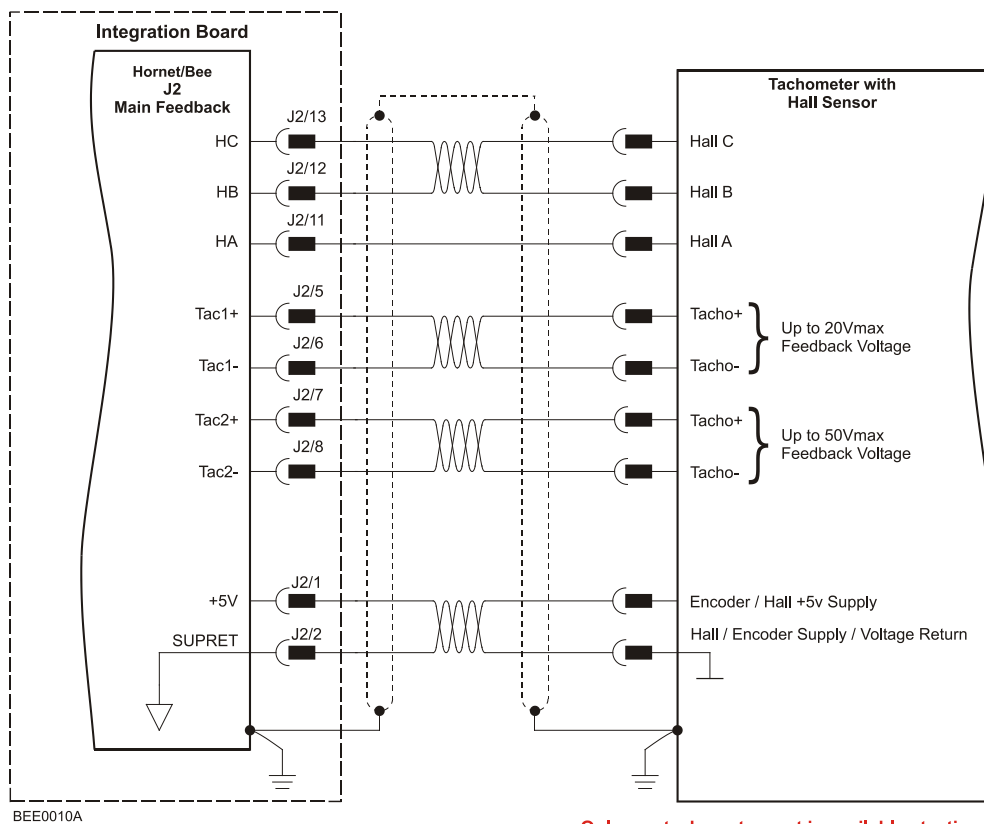 Integration Board
Hornet/Bee
J2
Main Feedback
Tachometer with
Hall Sensor
HC
J2/13
Hall C
HB
J2/12
Hall B
HA
J2/11
Hall A
Tac1+
J2/5
Tacho+
Tac1-
J2/6
Tacho-
Up to 20Vmax
Feedback Voltage
Tac2+
J2/7
Tacho+
Tac2-
J2/8
Tacho-
Up to 50Vmax
Feedback Voltage
+5V
J2/1
Encoder / Hall +5v Supply
SUPRET
J2/2
Hall / Encoder Supply / Voltage Return
BEE0010A